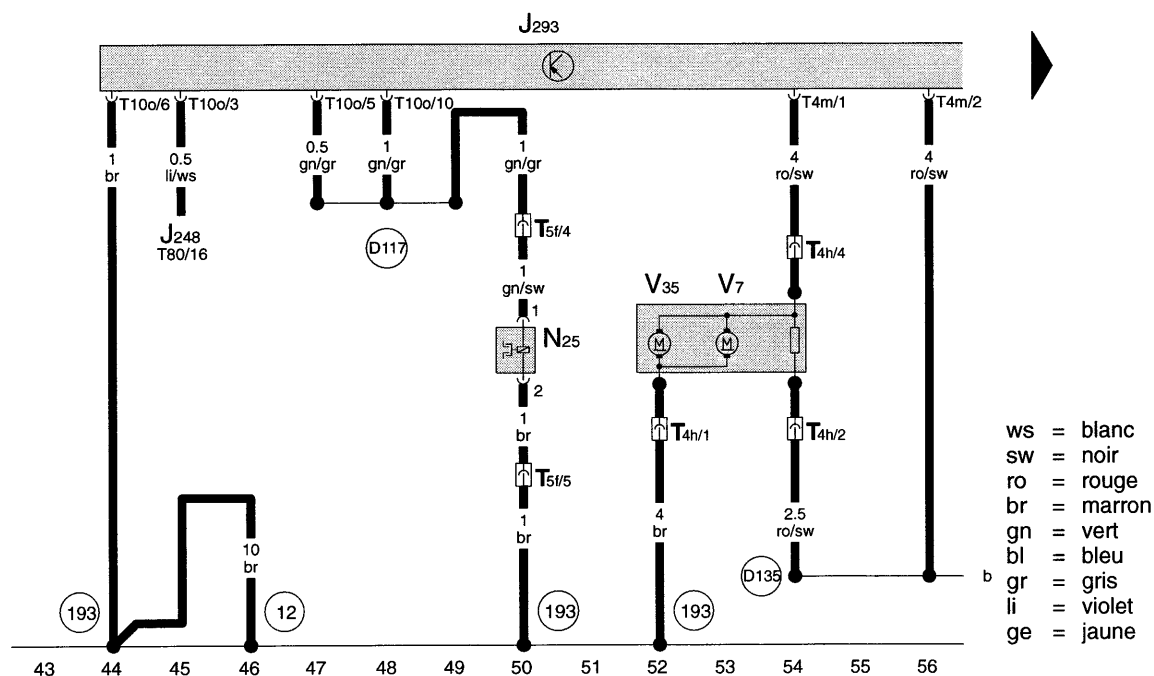 J293
T10o/6 T10o/3 T10o/5 T10o/10 T4m/1 T4m/2
1
br
0.5
li/ws
0.5
gn/gr
1
gn/gr
1
gn/gr
4
ro/sw
4
ro/sw
J248
T80/16
D117
T5f/4
T4h/4
1
gn/sw
1
N25
2
V35 V7
M M
1
br
T5f/5
1
br
T4h/1
T4h/2
4
br
2.5
ro/sw
10
br
D135
b
193
12
193
193
ws = blanc
sw = noir
ro = rouge
br = marron
gn = vert
bl = bleu
gr = gris
li = violet
ge = jaune
43 44 45 46 47 48 49 50 51 52 53 54 55 56